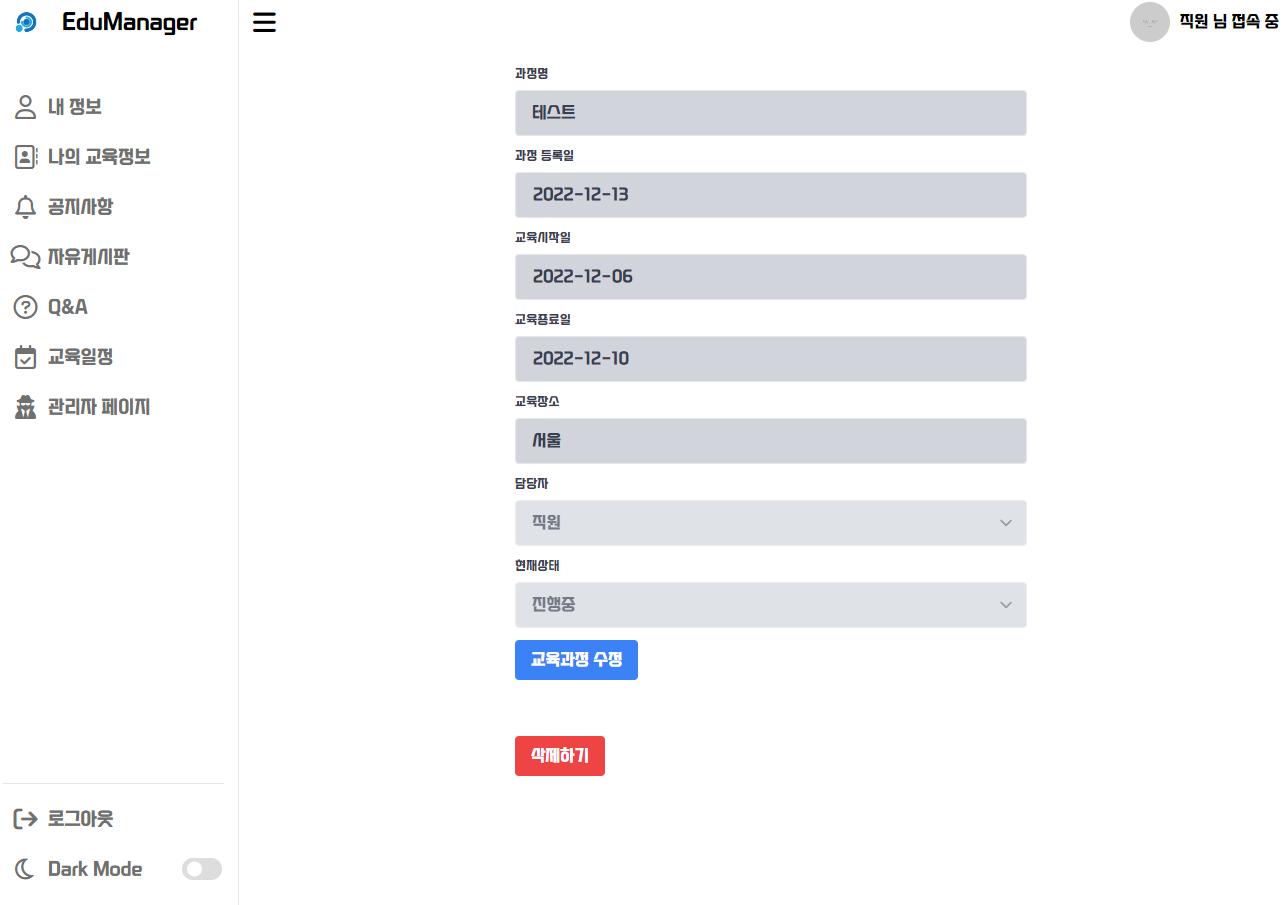 EduManager
직원 님 접속 중
내 정보
나의 교육정보
공지사항
자유게시판
Q&A
교육일정
관리자 페이지
로그아웃
Dark Mode
과정명
테스트
과정 등록일
2022-12-13
교육시작일
2022-12-06
교육종료일
2022-12-10
교육장소
서울
담당자
직원
현재상태
진행중
교육과정 수정
삭제하기